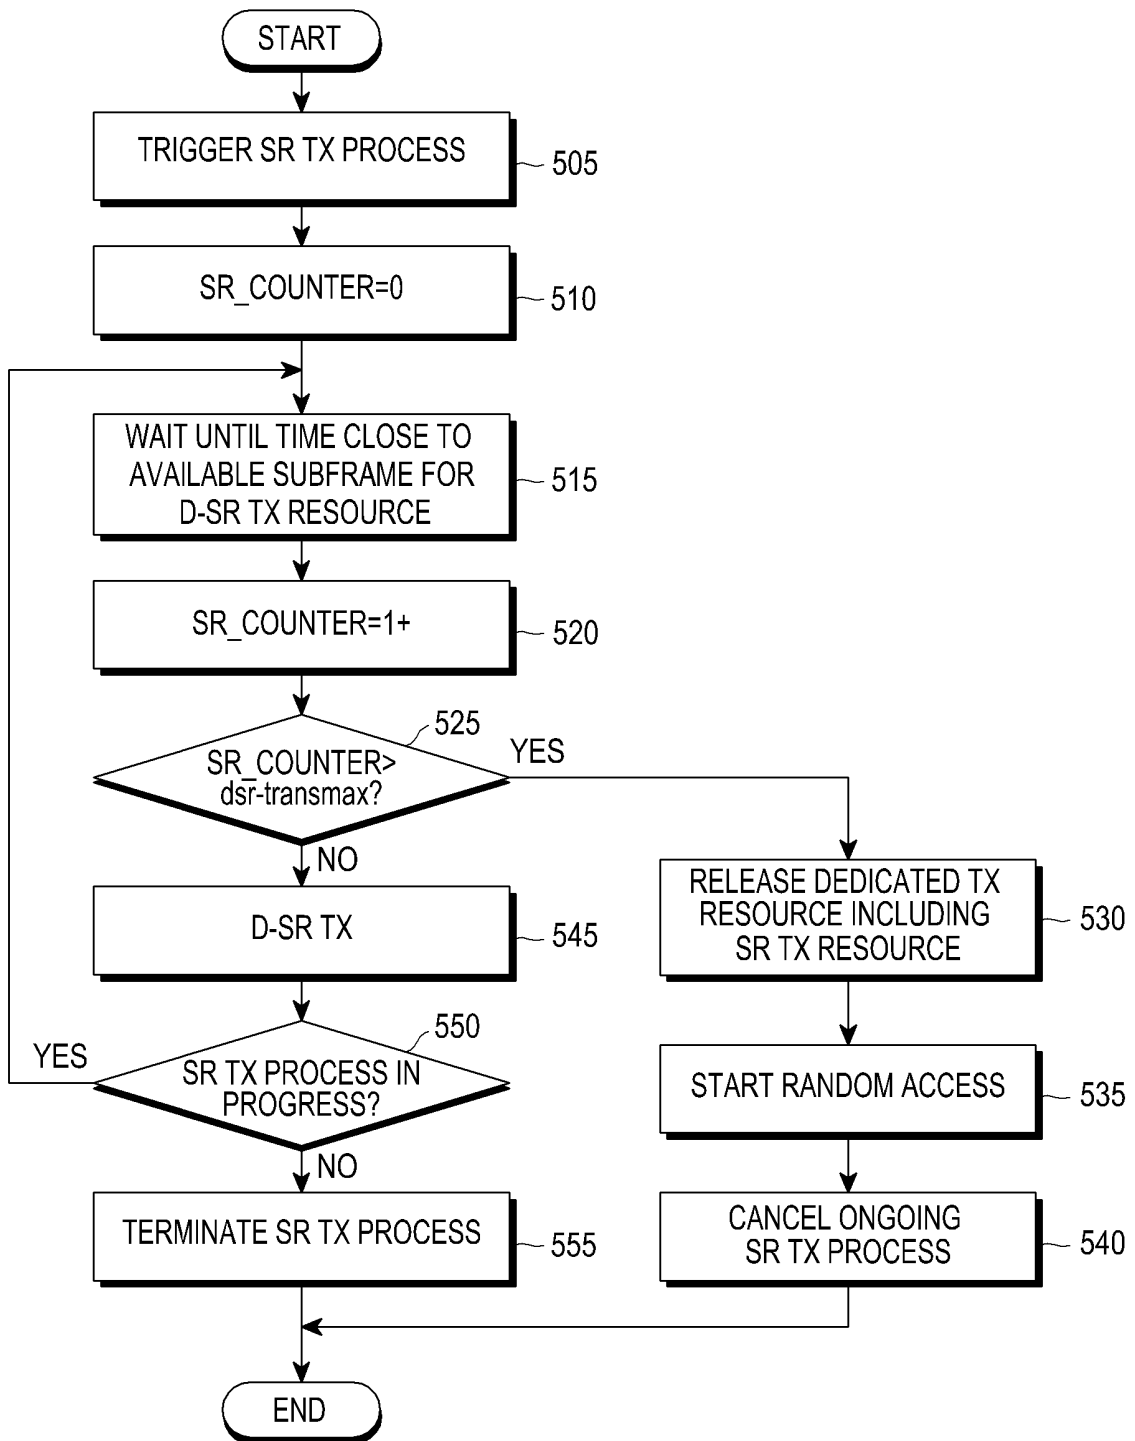 START
TRIGGER SR TX PROCESS
505
SR_COUNTER=0
510
WAIT UNTIL TIME CLOSE TO
AVAILABLE SUBFRAME FOR
D-SR TX RESOURCE
515
SR_COUNTER=1+
520
525
SR_COUNTER>
dsr-transmax?
YES
NO
RELEASE DEDICATED TX
RESOURCE INCLUDING
SR TX RESOURCE
530
D-SR TX
545
550
YES
SR TX PROCESS IN
PROGRESS?
START RANDOM ACCESS
535
NO
TERMINATE SR TX PROCESS
555
CANCEL ONGOING
SR TX PROCESS
540
END